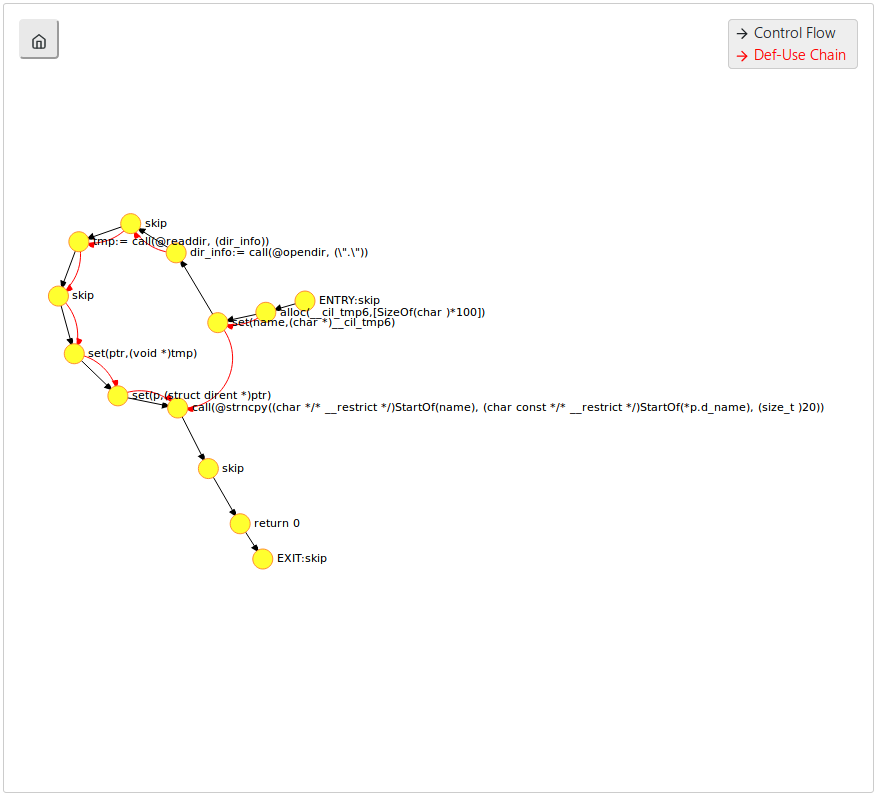 Control Flow
Def-Use Chain
skip
tmp:= call(@readdir, (dir_info))
dir_info:= call(@opendir, (\".\"))
skip
ENTRY:skip
alloc(__cil_tmp6,[SizeOf(char )*100])
set(name,(char *)__cil_tmp6)
set(ptr,(void *)tmp)
set(p,(struct dirent *)ptr)
call(@strncpy((char */* __restrict */)StartOf(name), (char const */* __restrict */)StartOf(*p.d_name), (size_t )20))
skip
return 0
EXIT:skip